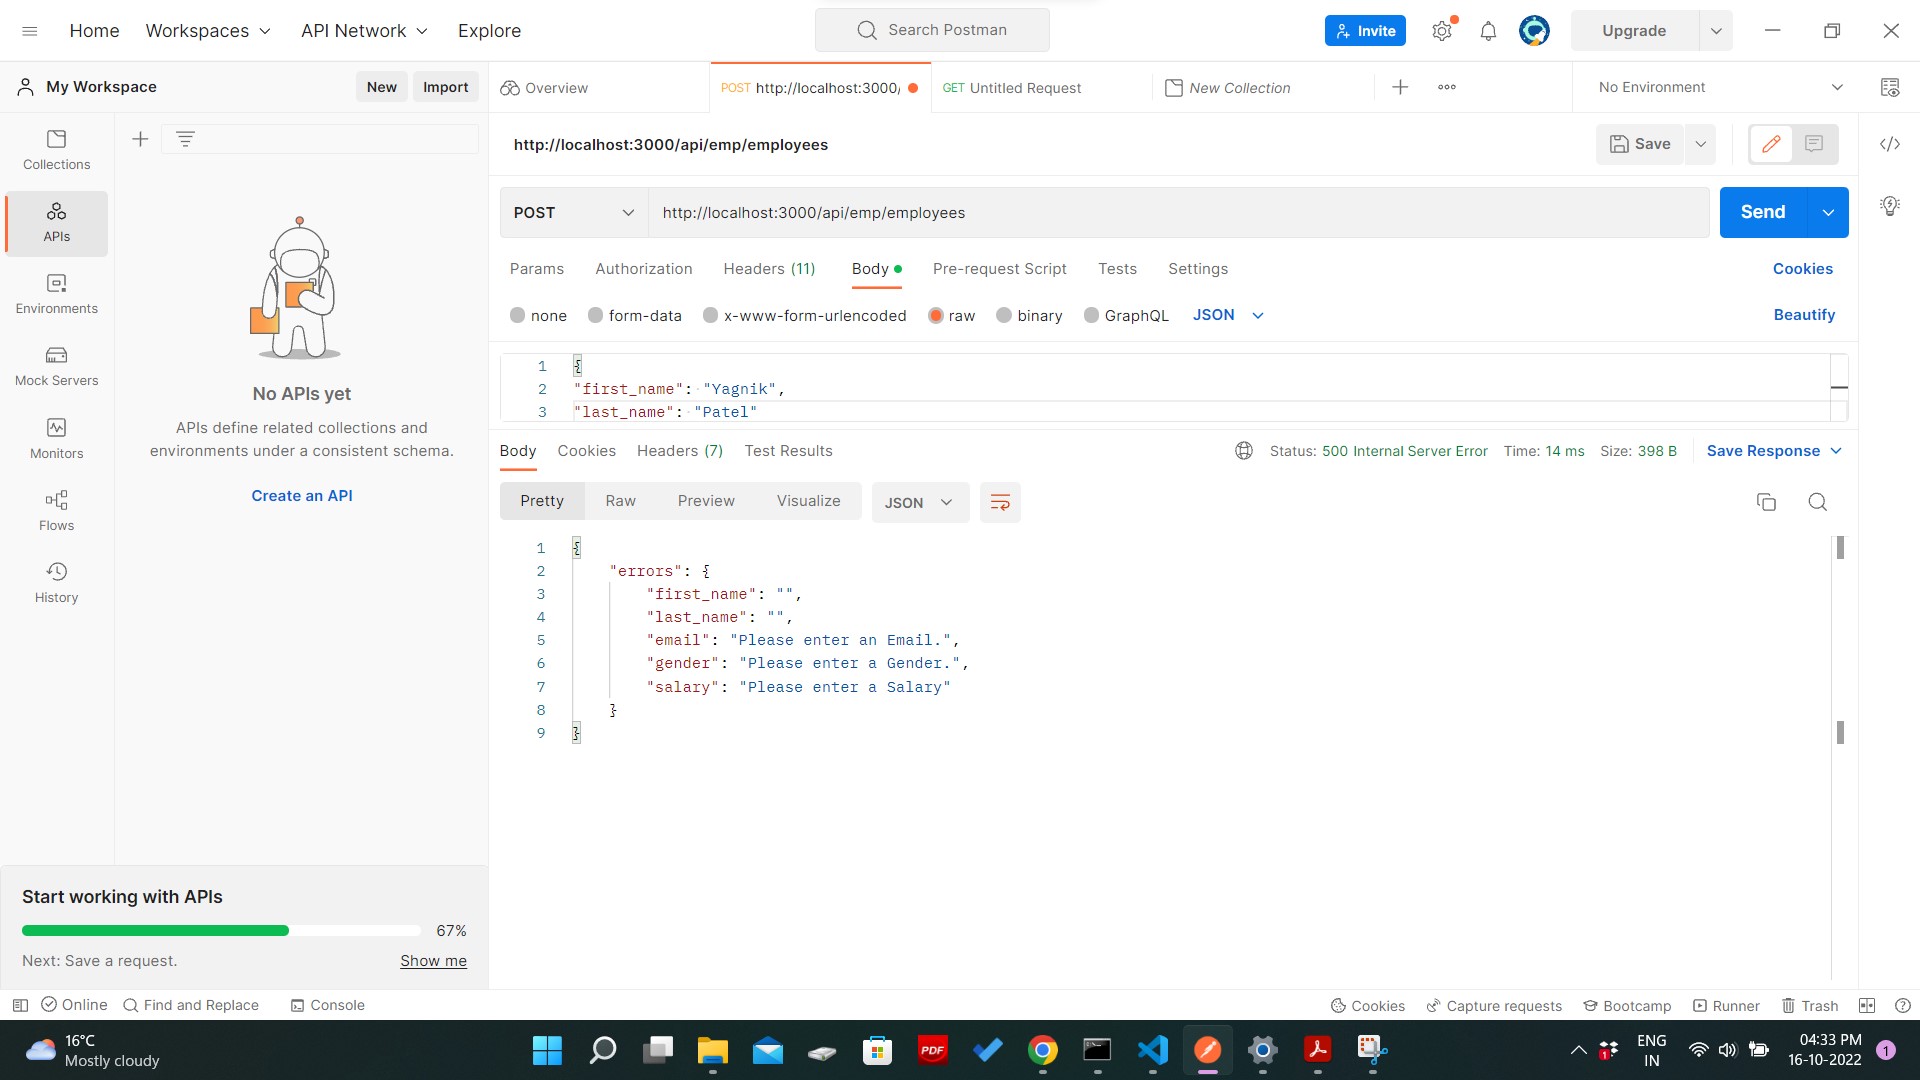 Home Workspaces API Network Explore Search Postman Invite Upgrade
My Workspace New Import Overview POST http://localhost:3000/ GET Untitled Request New Collection No Environment
Collections
APIs
Environments
Mock Servers
Monitors
Flows
History
No APIs yet
APIs define related collections and
environments under a consistent schema.
Create an API
http://localhost:3000/api/emp/employees Save
POST http://localhost:3000/api/emp/employees Send
Params Authorization Headers (11) Body Pre-request Script Tests Settings Cookies
none form-data x-www-form-urlencoded raw binary GraphQL JSON Beautify
1 {
2 "first_name": "Yagnik",
3 "last_name": "Patel"
Body Cookies Headers (7) Test Results Status: 500 Internal Server Error Time: 14 ms Size: 398 B Save Response
Pretty Raw Preview Visualize JSON
1 {
2 "errors": {
3 "first_name": "",
4 "last_name": "",
5 "email": "Please enter an Email.",
6 "gender": "Please enter a Gender.",
7 "salary": "Please enter a Salary"
8 }
9 }
Start working with APIs
67%
Next: Save a request. Show me
Online Find and Replace Console Cookies Capture requests Bootcamp Runner Trash
16°C
Mostly cloudy
PDF
1
ENG
IN
04:33 PM
16-10-2022
1